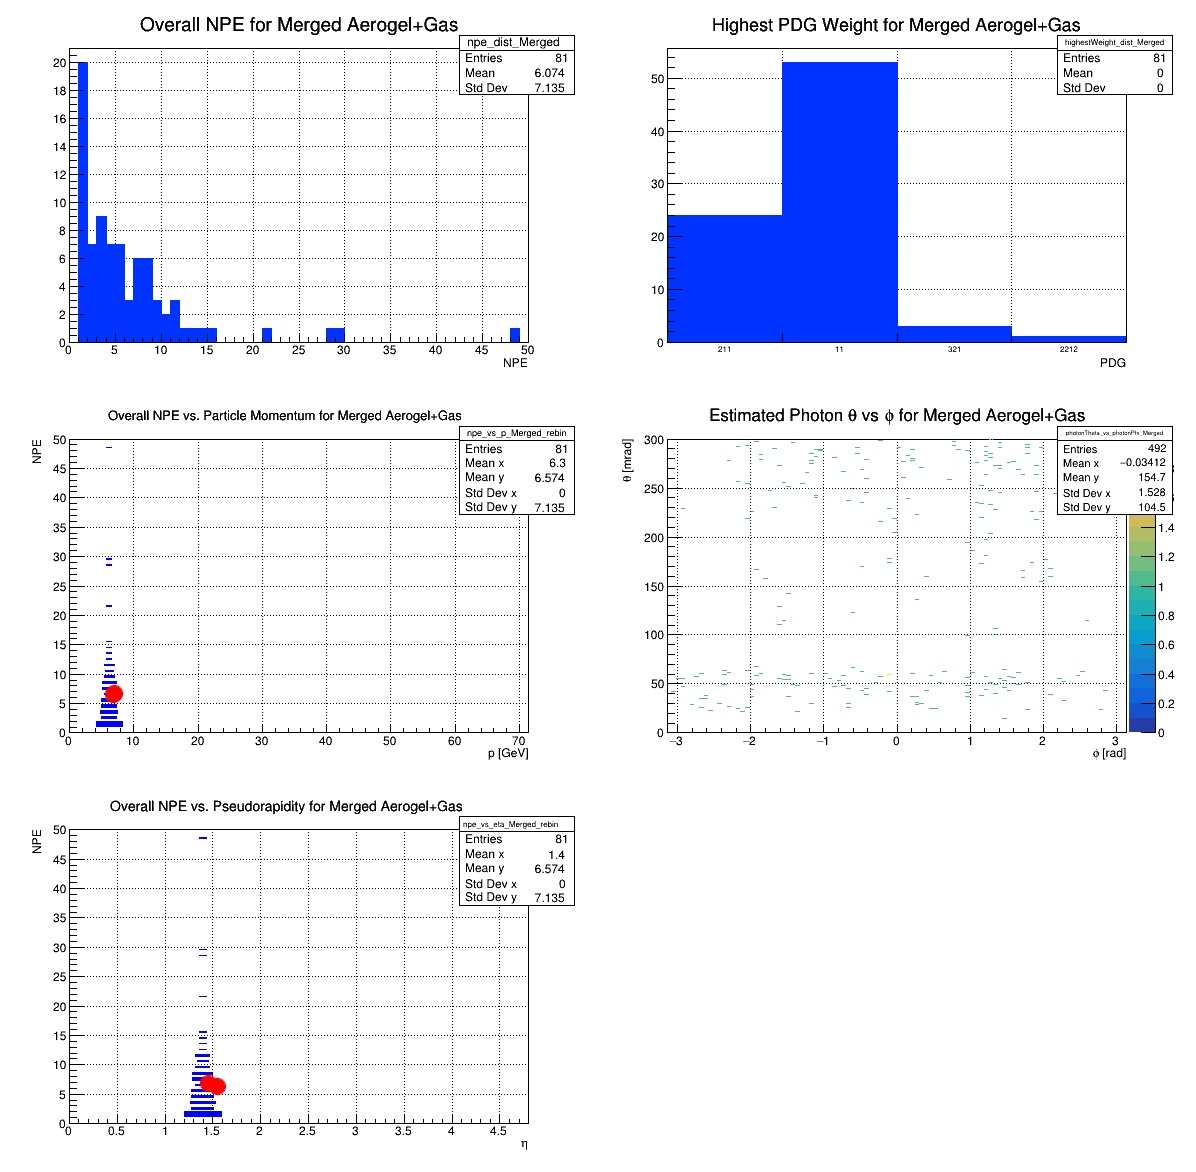 Overall NPE for Merged Aerogel+Gas
npe_dist_Merged
Entries 81
Mean 6.074
Std Dev 7.135
20
18
16
14
12
10
8
6
4
2
0
0 5 10 15 20 25 30 35 40 45 50
NPE
Highest PDG Weight for Merged Aerogel+Gas
highestWeight_dist_Merged
Entries 81
Mean 0
Std Dev 0
50
40
30
20
10
0
211 11 321 2212
PDG
Overall NPE vs. Particle Momentum for Merged Aerogel+Gas
NPE
npe_vs_p_Merged_rebin
Entries 81
Mean x 6.3
Mean y 6.574
Std Dev x 0
Std Dev y 7.135
50
45
40
35
30
25
20
15
10
5
0
0 10 20 30 40 50 60 70
p [GeV]
Estimated Photon θ vs ϕ for Merged Aerogel+Gas
θ [mrad]
photonTheta_vs_photonPhi_Merged
Entries 492
Mean x −0.03412
Mean y 154.7
Std Dev x 1.528
Std Dev y 104.5
300
250
200
150
100
50
0
−3 −2 −1 0 1 2 3
ϕ [rad]
1.4
1.2
1
0.8
0.6
0.4
0.2
0
Overall NPE vs. Pseudorapidity for Merged Aerogel+Gas
NPE
npe_vs_eta_Merged_rebin
Entries 81
Mean x 1.4
Mean y 6.574
Std Dev x 0
Std Dev y 7.135
50
45
40
35
30
25
20
15
10
5
0
0 0.5 1 1.5 2 2.5 3 3.5 4 4.5
η